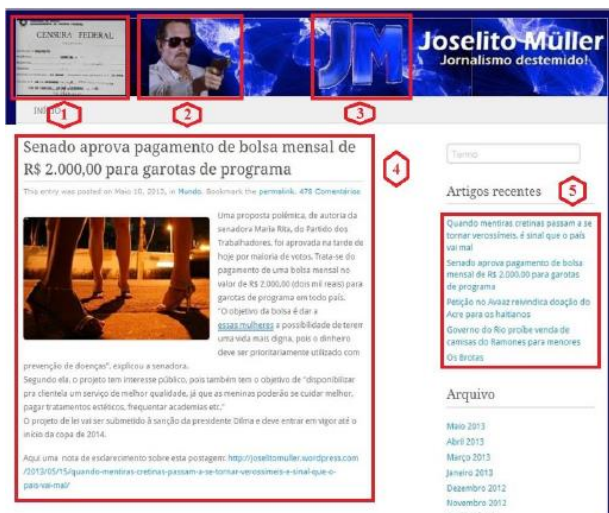 CENSURA FEDERAL
JM
Joselito Müller
Jornalismo destemido!
1
2
3
INÍCIO
Senado aprova pagamento de bolsa mensal de
R$ 2.000,00 para garotas de programa
4
This entry was posted on Maio 10, 2013, in Mundo. Bookmark the permalink. 479 Comentários
Uma proposta polêmica, de autoria da
senadora Maria Rita, do Partido dos
Trabalhadores, foi aprovada na tarde de
hoje por maioria de votos. Trata-se do
pagamento de uma bolsa mensal no
valor de R$ 2.000,00 (dois mil reais) para
garotas de programa em todo país.
"O objetivo da bolsa é dar a
essas mulheres a possibilidade de terem
uma vida mais digna, pois o dinheiro
deve ser prioritariamente utilizado com
prevenção de doenças", explicou a senadora.
Segundo ela, o projeto tem interesse público, pois também tem o objetivo de "disponibilizar
pra clientela um serviço de melhor qualidade, já que as meninas poderão se cuidar melhor,
pagar tratamentos estéticos, frequentar academias etc."
O projeto de lei vai ser submetido à sanção da presidente Dilma e deve entrar em vigor até o
início da copa de 2014.
Aqui uma nota de esclarecimento sobre esta postagem: http://joselitomuller.wordpress.com
/2013/05/15/quando-mentiras-cretinas-passam-a-se-tornar-verossimeis-e-sinal-que-o-
pais-vai-mal/
Artigos recentes
5
Quando mentiras cretinas passam a se
tornar verossímeis, é sinal que o país
vai mal
Senado aprova pagamento de bolsa
mensal de R$ 2.000,00 para garotas
de programa
Petição no Avaaz reivindica doação do
Acre para os haitianos
Governo do Rio proíbe venda de
camisas do Ramones para menores
Os Brotas
Arquivo
Maio 2013
Abril 2013
Março 2013
Janeiro 2013
Dezembro 2012
Novembro 2012